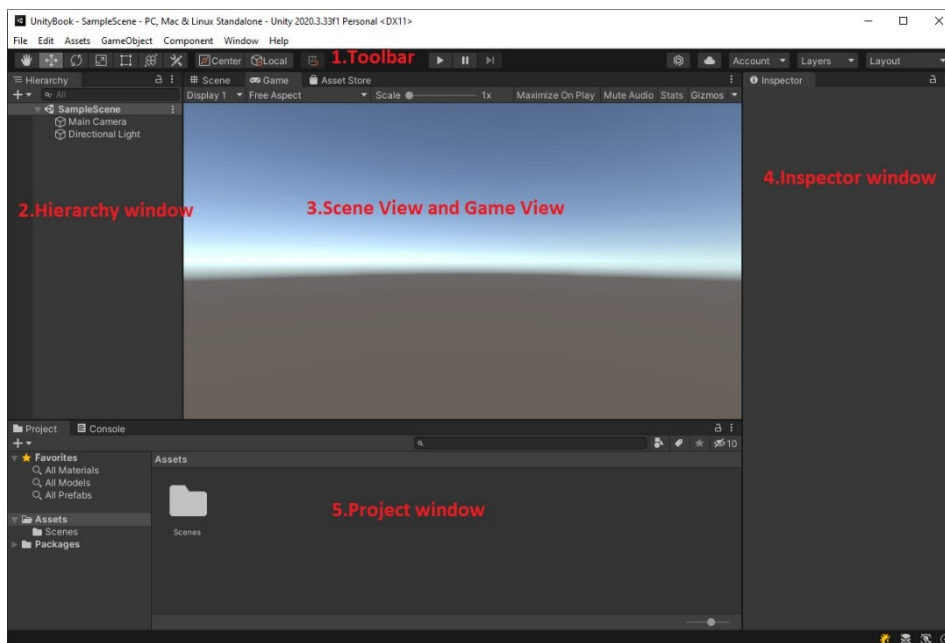 UnityBook - SampleScene - PC, Mac & Linux Standalone - Unity 2020.3.33f1 Personal <DX11>
File Edit Assets GameObject Component Window Help
Center Local 1.Toolbar Account Layers Layout
Hierarchy Scene Game Asset Store Inspector
All Display 1 Free Aspect Scale 1x Maximize On Play Mute Audio Stats Gizmos
SampleScene
Main Camera
Directional Light
4.Inspector window
2.Hierarchy window 3.Scene View and Game View
Project Console
10
Favorites Assets
All Materials
All Models
All Prefabs
5.Project window
Assets
Scenes Scenes
Packages